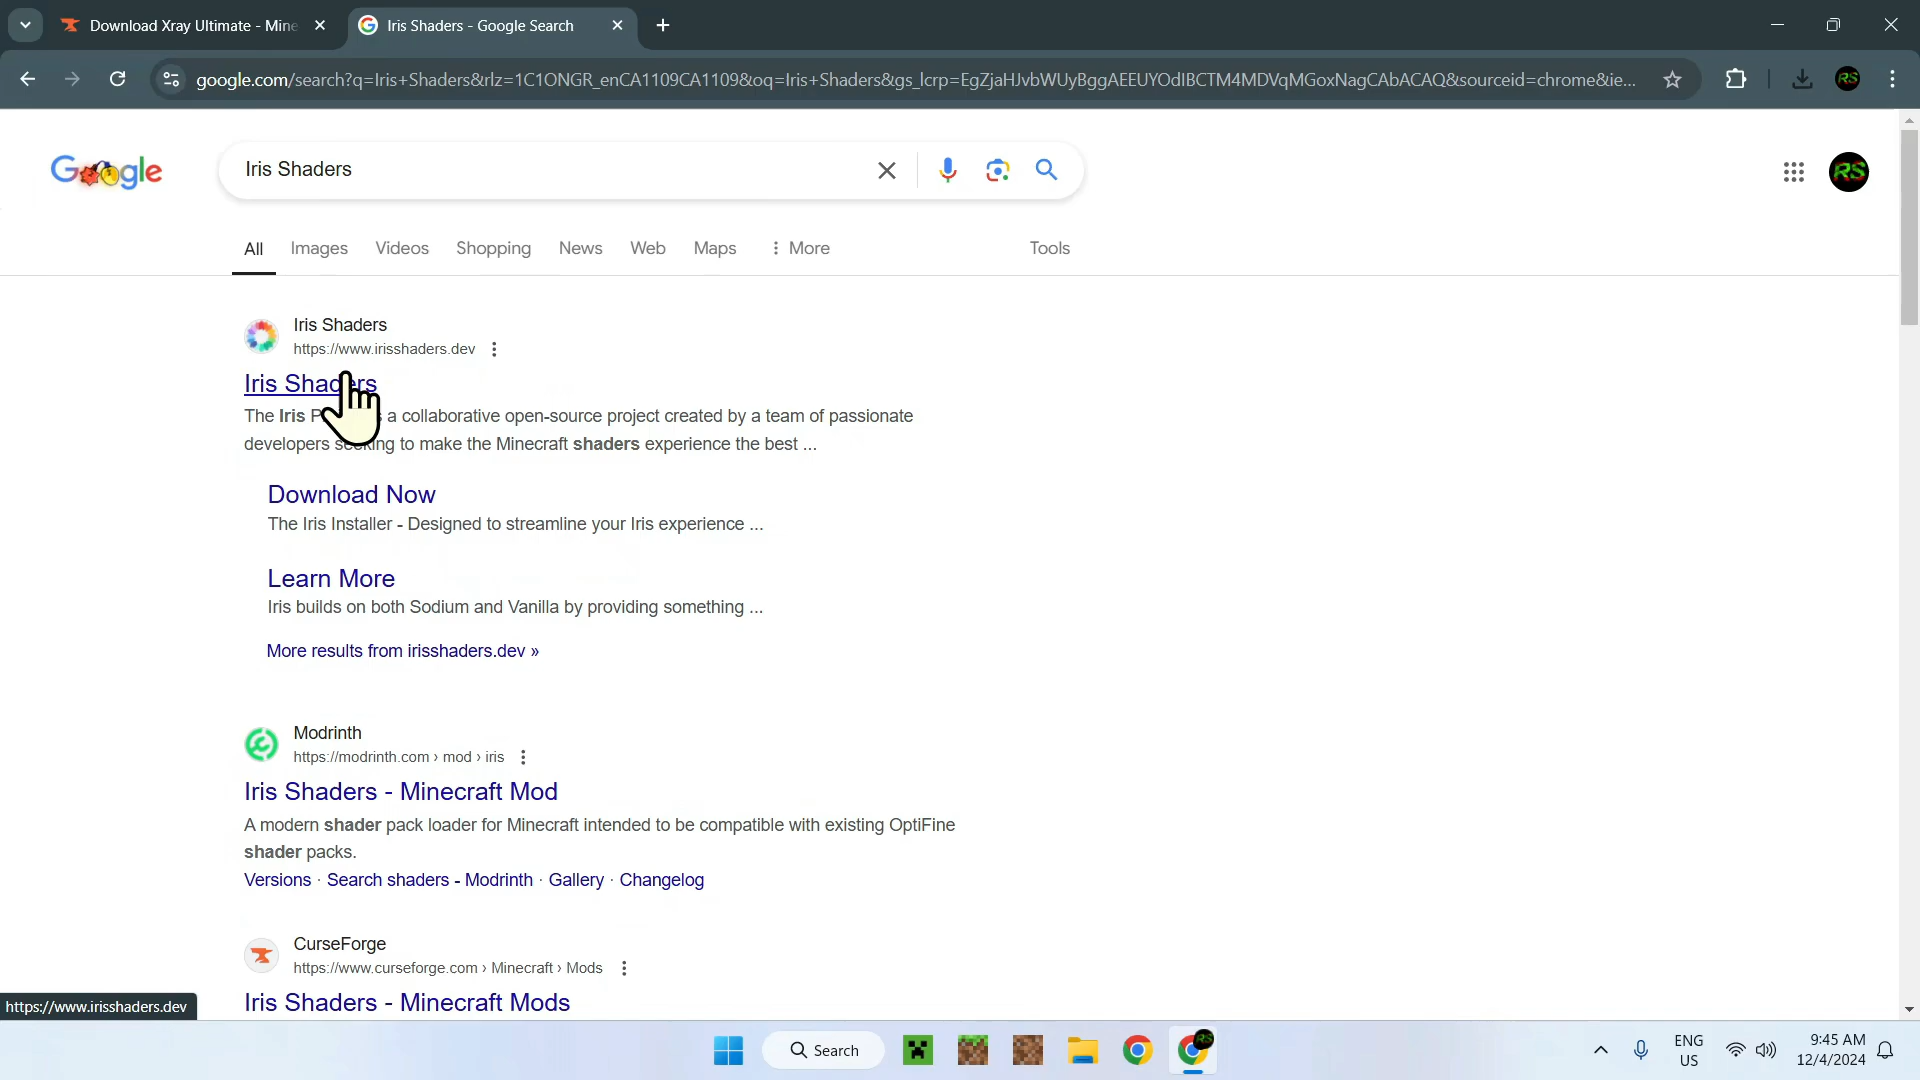 Download Xray Ultimate - Mine
Iris Shaders - Google Search
google.com/search?q=Iris+Shaders&rlz=1C1ONGR_enCA1109CA1109&oq=Iris+Shaders&gs_lcrp=EgZjaHJvbWUyBggAEEUYOdIBCTM4MDVqMGoxNagCAbACAQ&sourceid=chrome&ie...
RS
Google
Iris Shaders
RS
All Images Videos Shopping News Web Maps More Tools
Iris Shaders
https://www.irisshaders.dev
Iris Shaders
The Iris P a collaborative open-source project created by a team of passionate
developers seeking to make the Minecraft shaders experience the best ...
Download Now
The Iris Installer - Designed to streamline your Iris experience ...
Learn More
Iris builds on both Sodium and Vanilla by providing something ...
More results from irisshaders.dev »
Modrinth
https://modrinth.com › mod › iris
Iris Shaders - Minecraft Mod
A modern shader pack loader for Minecraft intended to be compatible with existing OptiFine
shader packs.
Versions · Search shaders - Modrinth · Gallery · Changelog
CurseForge
https://www.curseforge.com › Minecraft › Mods
Iris Shaders - Minecraft Mods
https://www.irisshaders.dev
Search
RS
ENG
US
9:45 AM
12/4/2024